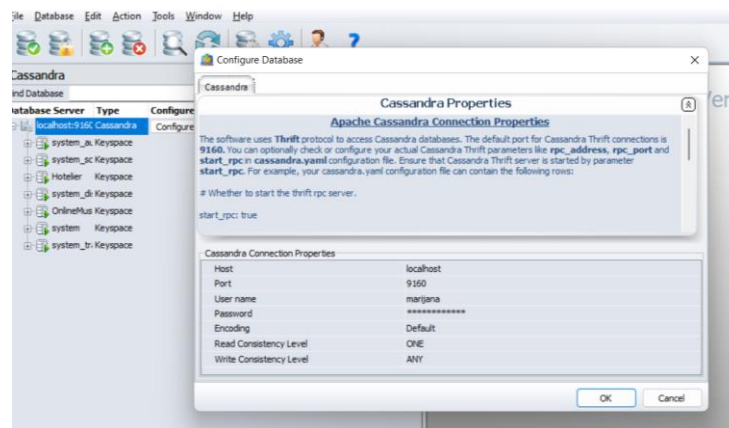 File Database Edit Action Tools Window Help
Cassandra
ind Database
Database Server Type Configure
localhost:9160 Cassandra Configure
system_au Keyspace
system_sc Keyspace
Hotelier Keyspace
system_di Keyspace
OnlineMus Keyspace
system Keyspace
system_tr Keyspace
Configure Database
Cassandra
Cassandra Properties
Apache Cassandra Connection Properties
The software uses Thrift protocol to access Cassandra databases. The default port for Cassandra Thrift connections is
9160. You can optionally check or configure your actual Cassandra Thrift parameters like rpc_address, rpc_port and
start_rpc in cassandra.yaml configuration file. Ensure that Cassandra Thrift server is started by parameter
start_rpc. For example, your cassandra.yaml configuration file can contain the following rows:
# Whether to start the thrift rpc server.
start_rpc: true
Cassandra Connection Properties
Host localhost
Port 9160
User name marijana
Password ************
Encoding Default
Read Consistency Level ONE
Write Consistency Level ANY
OK Cancel